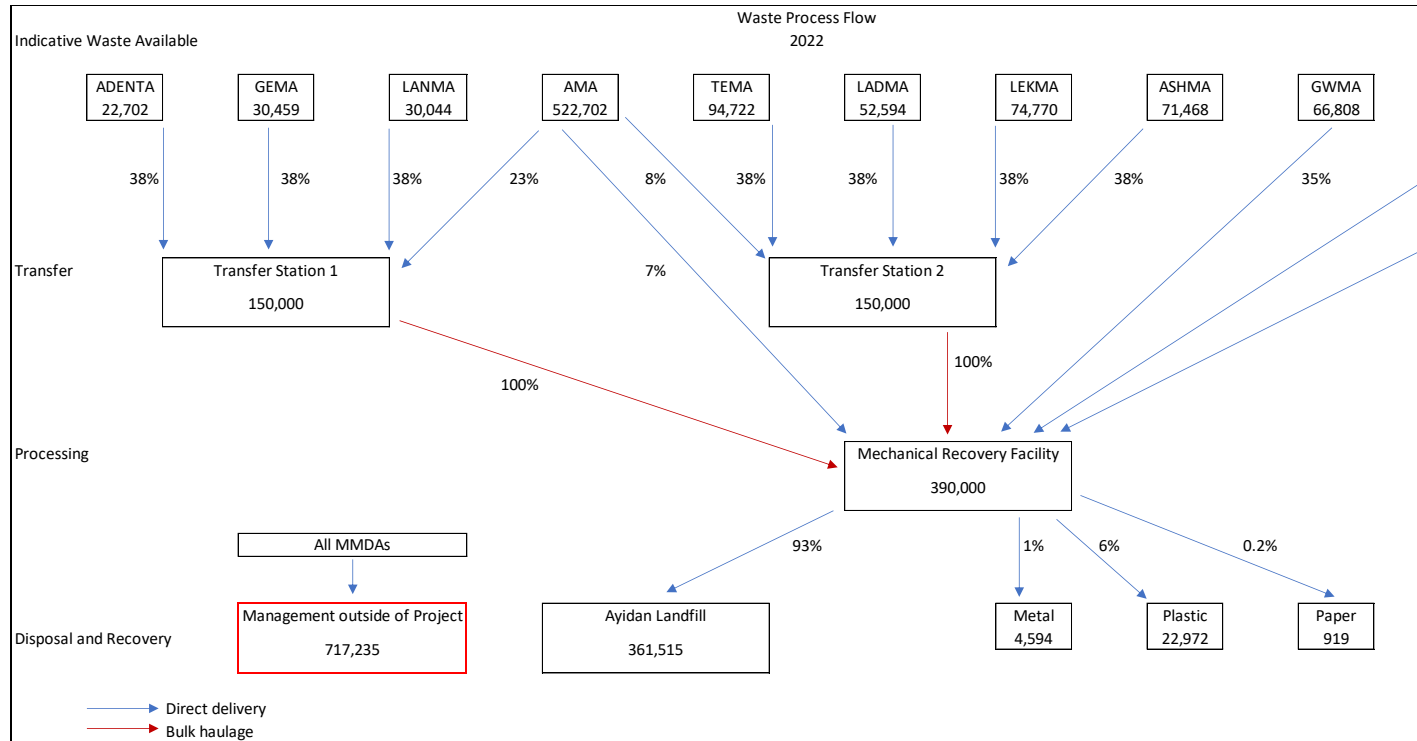 Waste Process Flow
Indicative Waste Available
2022
ADENTA
22,702
GEMA
30,459
LANMA
30,044
AMA
522,702
TEMA
94,722
LADMA
52,594
LEKMA
74,770
ASHMA
71,468
GWMA
66,808
38%
38%
38%
23%
8%
38%
38%
38%
38%
35%
Transfer
Transfer Station 1
150,000
7%
Transfer Station 2
150,000
100%
100%
Processing
Mechanical Recovery Facility
390,000
All MMDAs
93%
1%
6%
0.2%
Disposal and Recovery
Management outside of Project
717,235
Ayidan Landfill
361,515
Metal
4,594
Plastic
22,972
Paper
919
Direct delivery
Bulk haulage